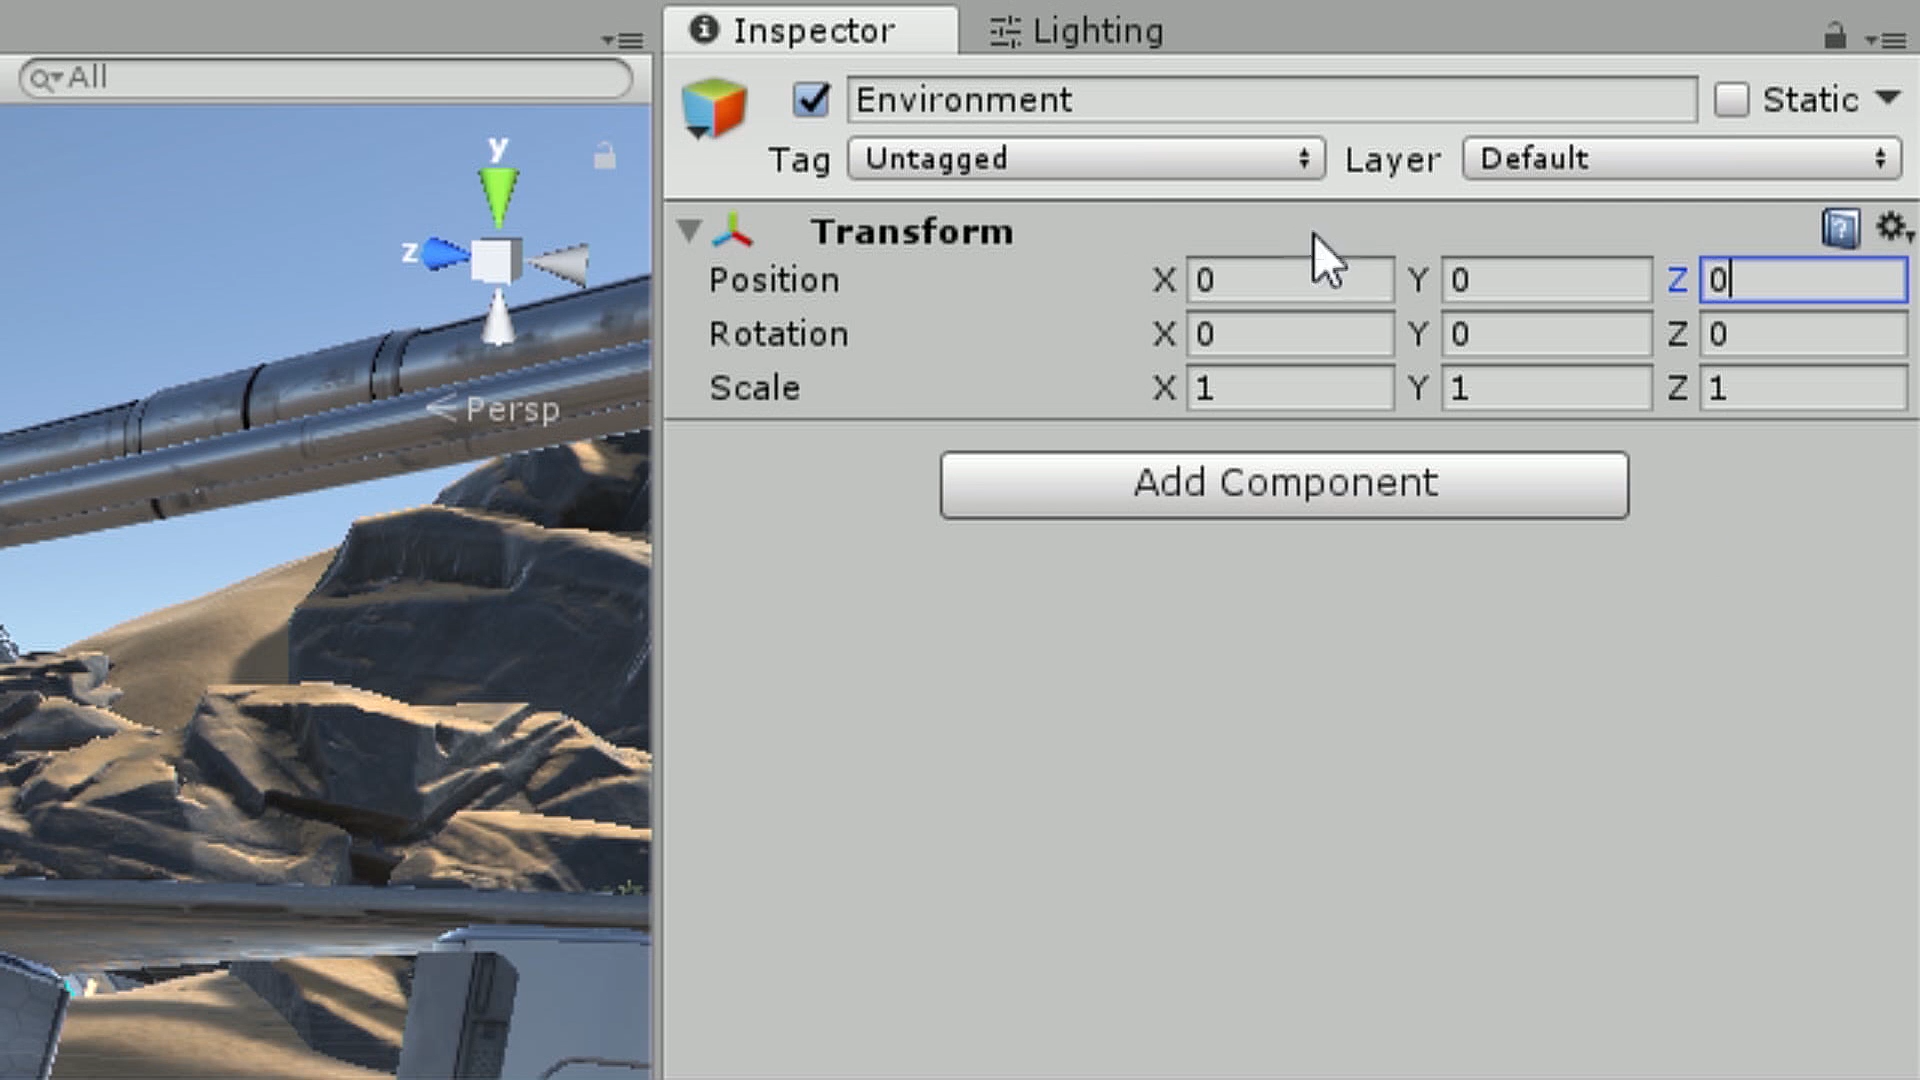 Inspector
Lighting
All
Environment
Static
Tag
Untagged
Layer
Default
y
z
Persp
Transform
Position X 0 Y 0 Z 0
Rotation X 0 Y 0 Z 0
Scale X 1 Y 1 Z 1
Add Component